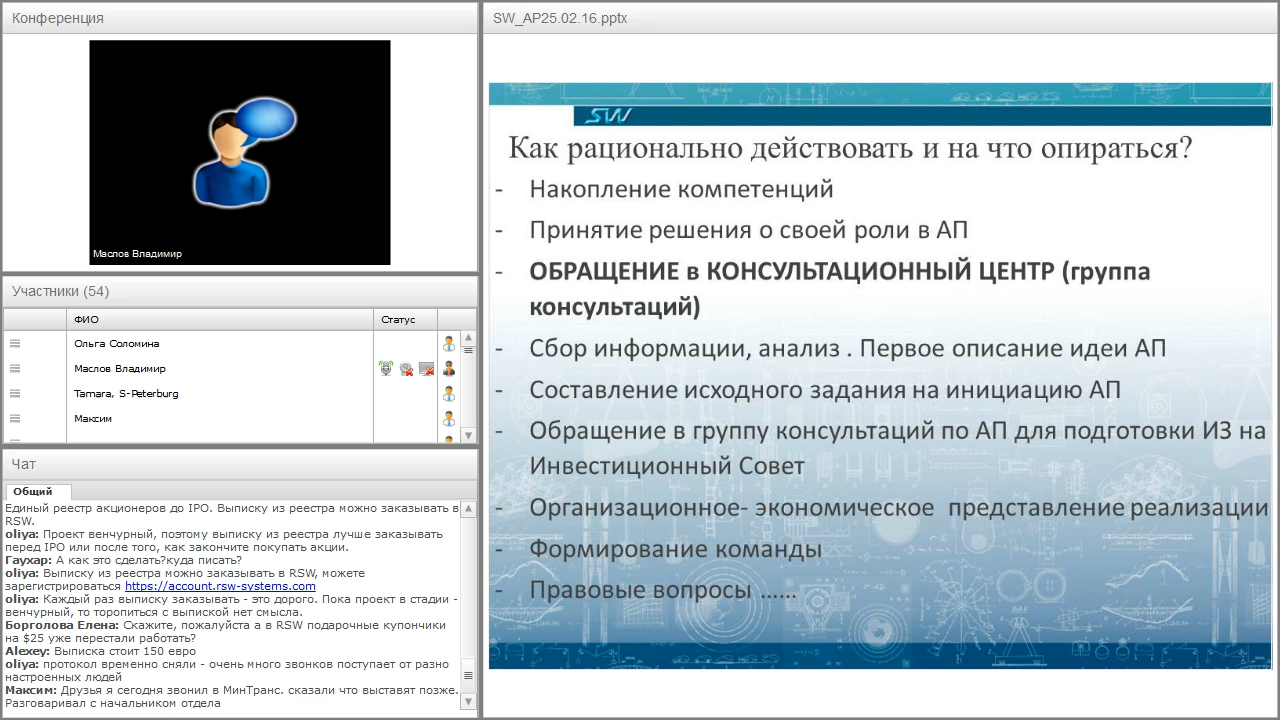 Конференция
Маслов Владимир
Участники (54)
ФИО
Статус
Ольга Соломина
Маслов Владимир
Tamara, S-Peterburg
Максим
Чат
Общий
Единый реестр акционеров до IPO. Выписку из реестра можно заказывать в
RSW.
oliya: Проект венчурный, поэтому выписку из реестра лучше заказывать
перед IPO или после того, как закончите покупать акции.
Гаухар: А как это сделать?куда писать?
oliya: Выписку из реестра можно заказывать в RSW, можете
зарегистрироваться https://account.rsw-systems.com
oliya: Каждый раз выписку заказывать - это дорого. Пока проект в стадии -
венчурный, то торопиться с выпиской нет смысла.
Борголова Елена: Скажите, пожалуйста а в RSW подарочные купончики
на $25 уже перестали работать?
Alexey: Выписка стоит 150 евро
oliya: Протокол временно сняли - очень много звонков поступает от разно
настроенных людей
Максим: Друзья я сегодня звонил в МинТранс. сказали что выставят позже.
Разговаривал с начальником отдела
SW_AP25.02.16.pptx
SW
Как рационально действовать и на что опираться?
- Накопление компетенций
- Принятие решения о своей роли в АП
- ОБРАЩЕНИЕ в КОНСУЛЬТАЦИОННЫЙ ЦЕНТР (группа
консультаций)
- Сбор информации, анализ . Первое описание идеи АП
- Составление исходного задания на инициацию АП
- Обращение в группу консультаций по АП для подготовки ИЗ на
Инвестиционный Совет
- Организационное- экономическое представление реализации
- Формирование команды
- Правовые вопросы ......